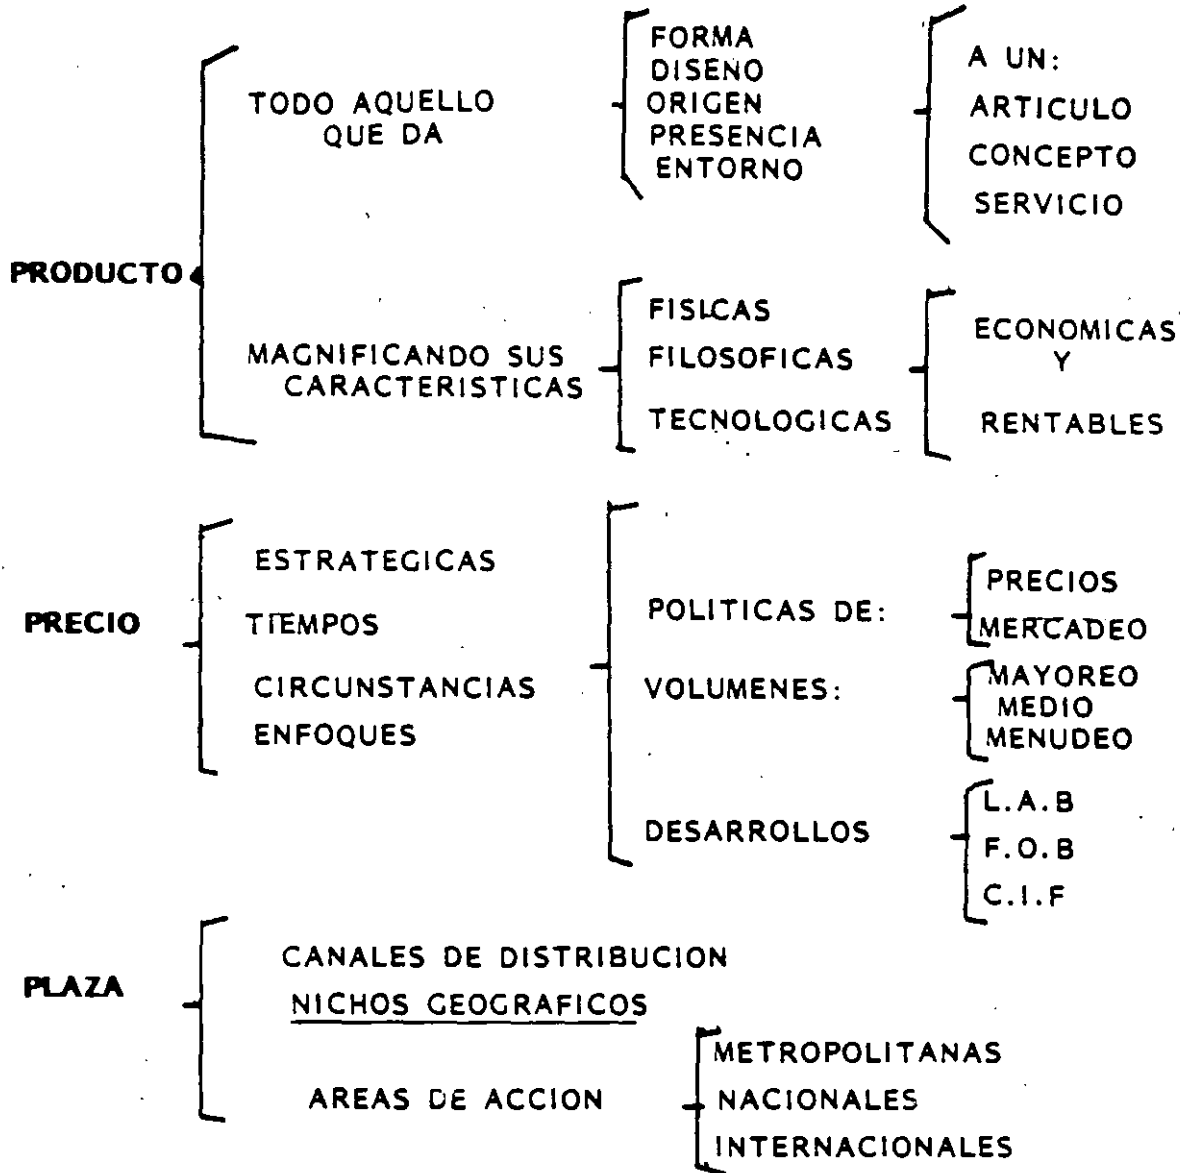 PRODUCTO
TODO AQUELLO
QUE DA
FORMA
DISENO
ORIGEN
PRESENCIA
ENTORNO
A UN:
ARTICULO
CONCEPTO
SERVICIO
MAGNIFICANDO SUS
CARACTERISTICAS
FISICAS
FILOSOFICAS
TECNOLOGICAS
ECONOMICAS
Y
RENTABLES
PRECIO
ESTRATEGICAS
TIEMPOS
CIRCUNSTANCIAS
ENFOQUES
POLITICAS DE:
PRECIOS
MERCADEO
VOLUMENES:
MAYOREO
MEDIO
MENUDEO
DESARROLLOS
L.A.B
F.O.B
C.I.F
PLAZA
CANALES DE DISTRIBUCION
NICHOS GEOGRAFICOS
AREAS DE ACCION
METROPOLITANAS
NACIONALES
INTERNACIONALES